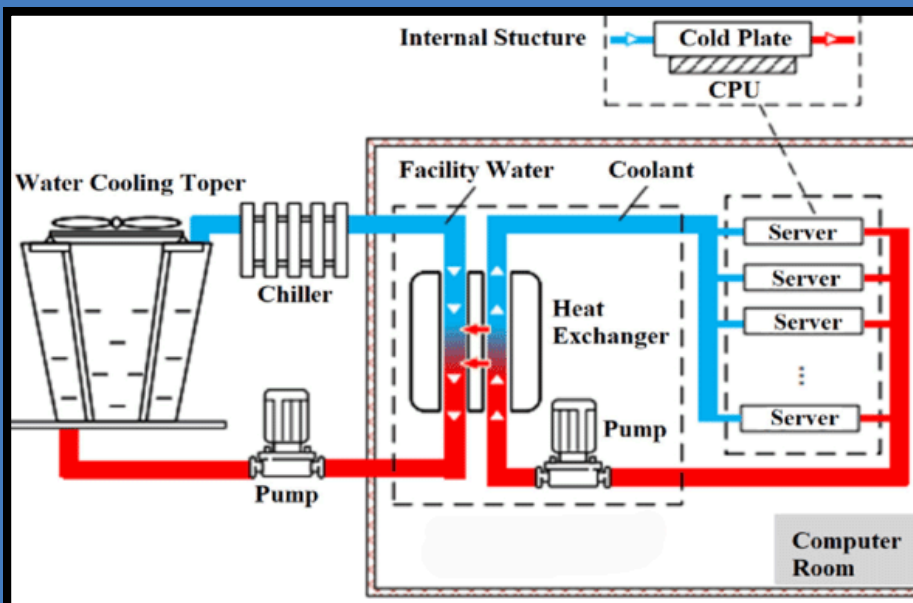 Internal Stucture
Cold Plate
CPU
Water Cooling Toper
Facility Water
Coolant
Chiller
Server
Server
Server
...
Server
Heat
Exchanger
Pump
Pump
Computer
Room